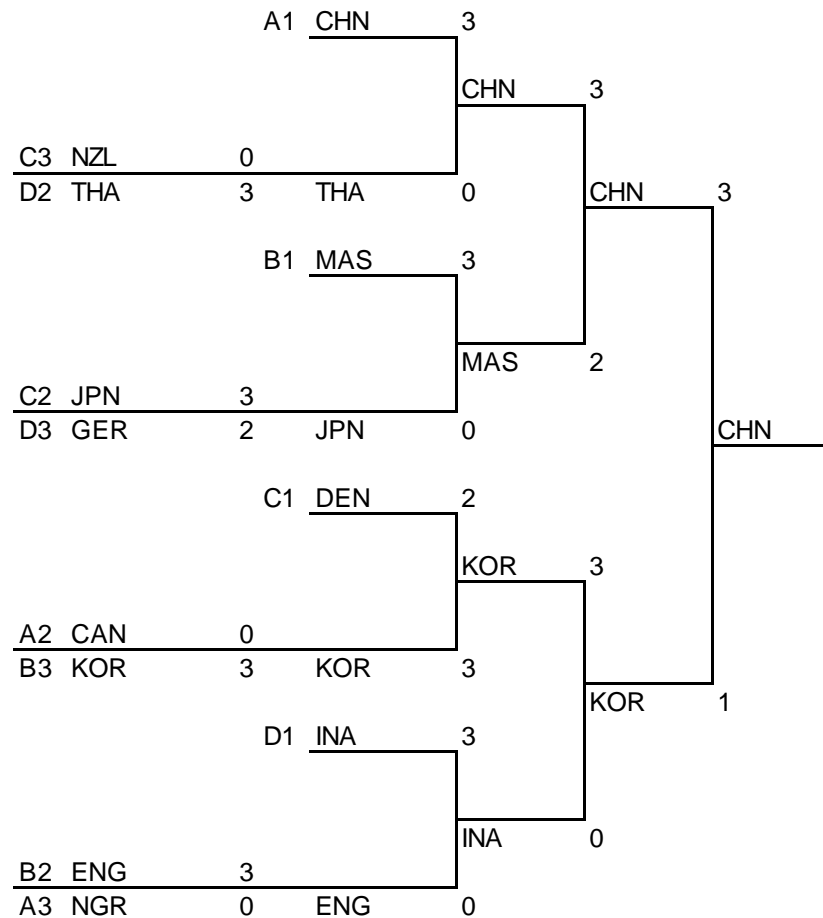 A1 CHN 3
CHN 3
C3 NZL 0
D2 THA 3 THA 0 CHN 3
B1 MAS 3
MAS 2
C2 JPN 3
D3 GER 2 JPN 0 CHN
C1 DEN 2
KOR 3
A2 CAN 0
B3 KOR 3 KOR 3
KOR 1
D1 INA 3
INA 0
B2 ENG 3
A3 NGR 0 ENG 0